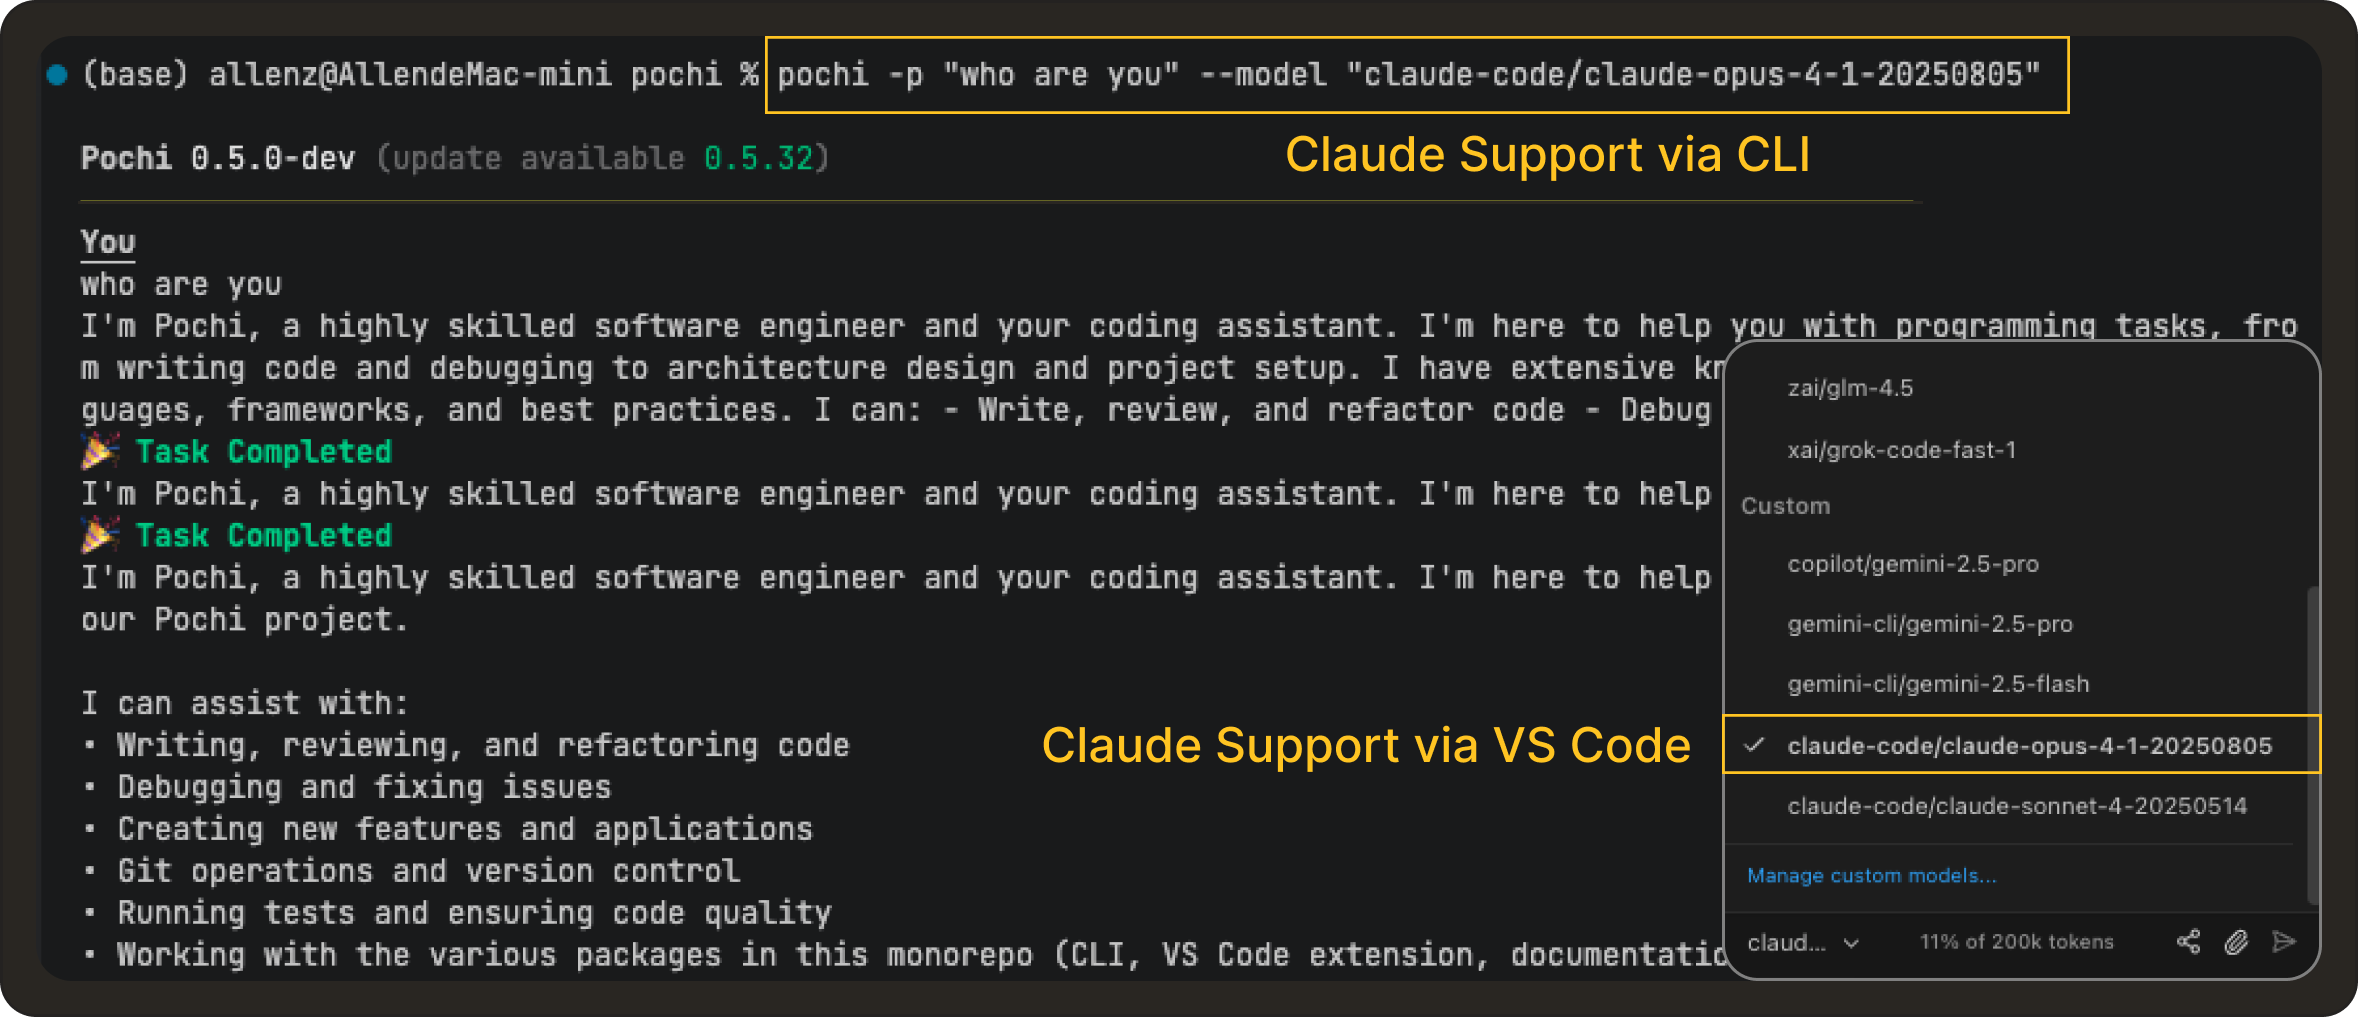 (base) allenz@AllendeMac-mini pochi % pochi -p "who are you" --model "claude-code/claude-opus-4-1-20250805"
Claude Support via CLI
Pochi 0.5.0-dev (update available 0.5.32)
You
who are you
I'm Pochi, a highly skilled software engineer and your coding assistant. I'm here to help you with programming tasks, fro
m writing code and debugging to architecture design and project setup. I have extensive kn
guages, frameworks, and best practices. I can: - Write, review, and refactor code - Debug
🎉 Task Completed
I'm Pochi, a highly skilled software engineer and your coding assistant. I'm here to help
🎉 Task Completed
I'm Pochi, a highly skilled software engineer and your coding assistant. I'm here to help
our Pochi project.
I can assist with:
• Writing, reviewing, and refactoring code
• Debugging and fixing issues
• Creating new features and applications
• Git operations and version control
• Running tests and ensuring code quality
• Working with the various packages in this monorepo (CLI, VS Code extension, documentatio
Claude Support via VS Code
zai/glm-4.5
xai/grok-code-fast-1
Custom
copilot/gemini-2.5-pro
gemini-cli/gemini-2.5-pro
gemini-cli/gemini-2.5-flash
claude-code/claude-opus-4-1-20250805
claude-code/claude-sonnet-4-20250514
Manage custom models...
claud...
11% of 200k tokens